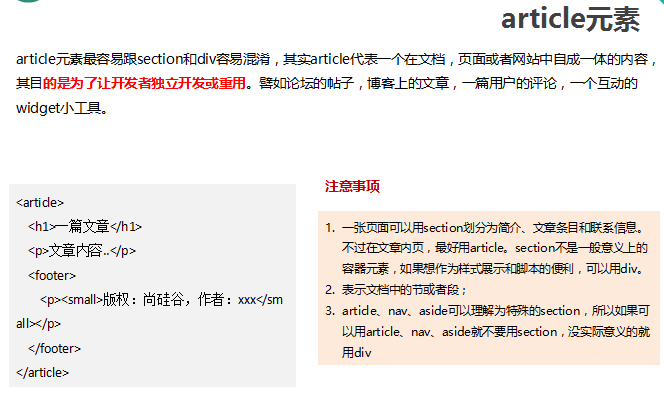 article元素
article元素最容易跟section和div容易混淆，其实article代表一个在文档，页面或者网站中自成一体的内容，
其目的是为了让开发者独立开发或重用。譬如论坛的帖子，博客上的文章，一篇用户的评论，一个互动的
widget小工具。
<article>
<h1>一篇文章</h1>
<p>文章内容..</p>
<footer>
<p><small>版权：尚硅谷，作者：xxx</sm
all></p>
</footer>
</article>
注意事项
1. 一张页面可以用section划分为简介、文章条目和联系信息。
不过在文章内页，最好用article。section不是一般意义上的
容器元素，如果想作为样式展示和脚本的便利，可以用div。
2. 表示文档中的节或者段；
3. article、nav、aside可以理解为特殊的section，所以如果可
以用article、nav、aside就不要用section，没实际意义的就
用div